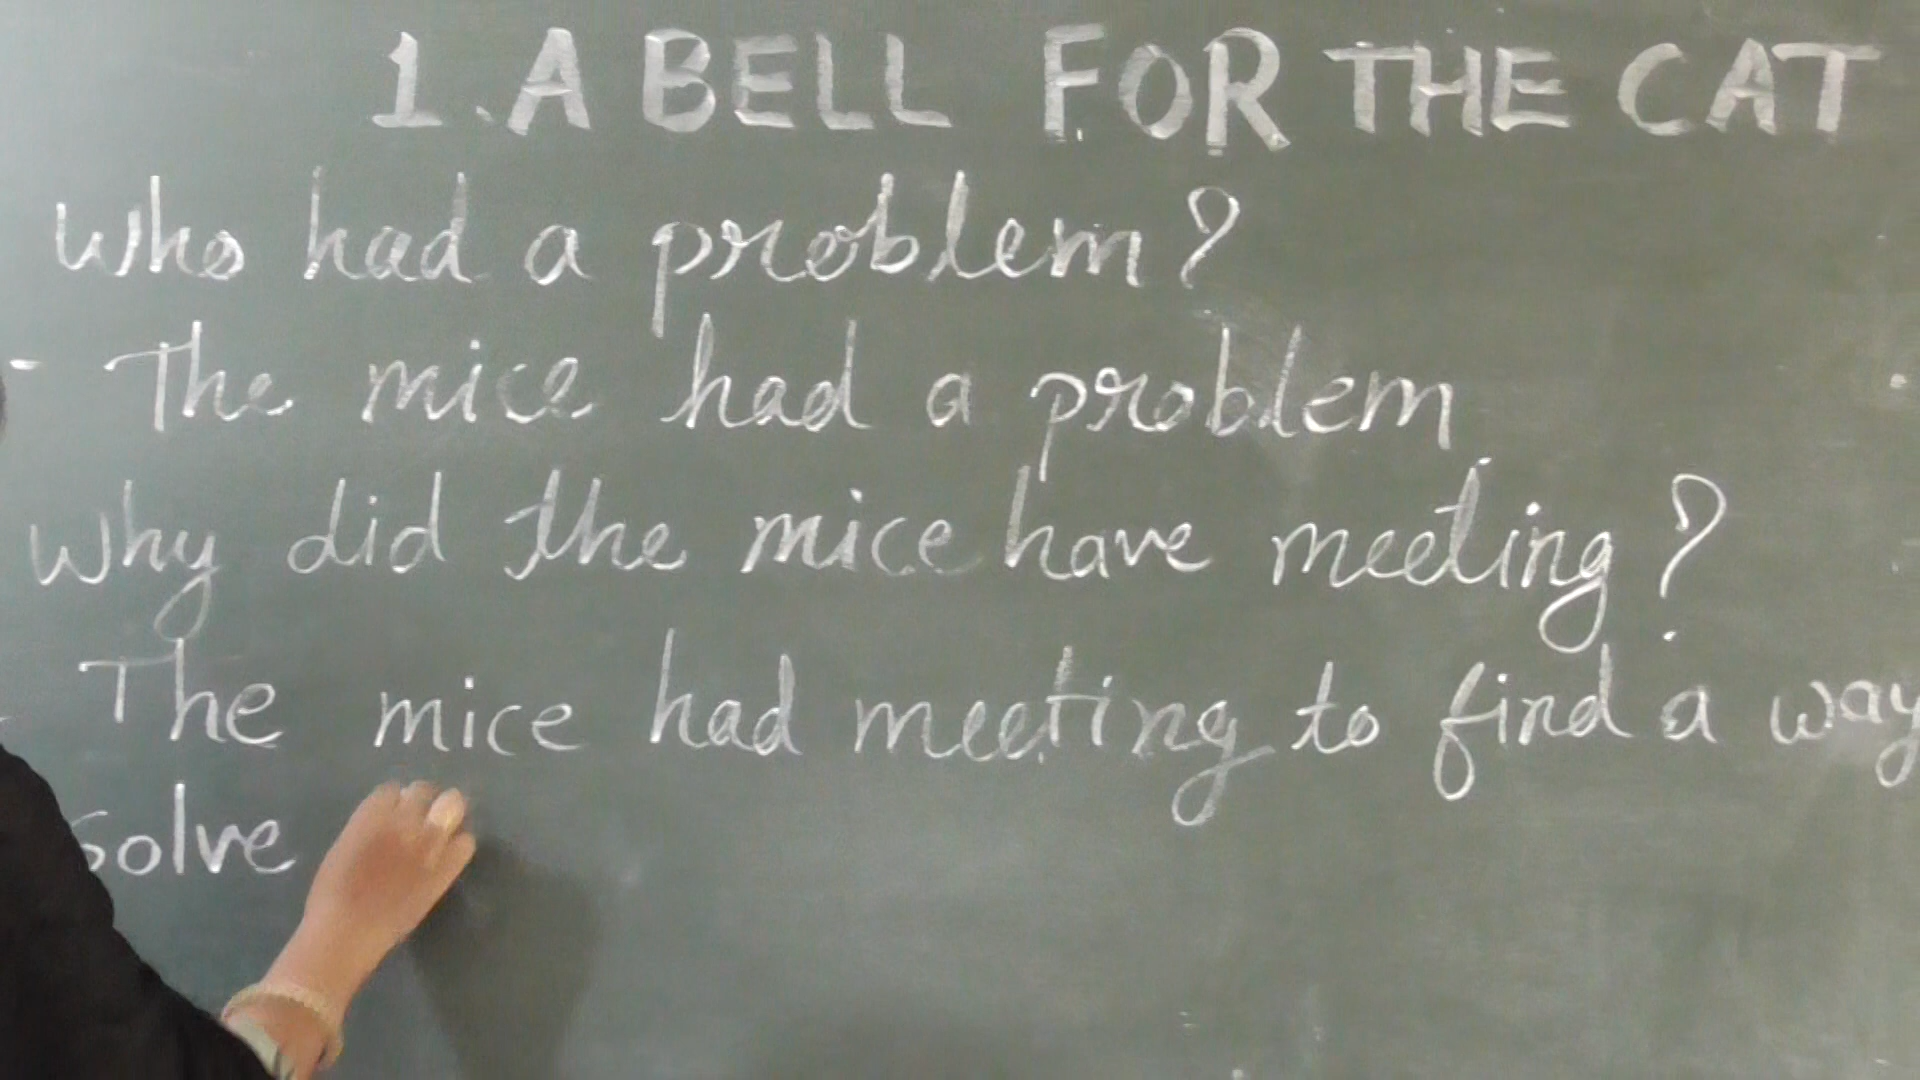 1. A BELL FOR THE CAT
Who had a problem?
- The mice had a problem
Why did the mice have meeting?
- The mice had meeting to find a way
solve